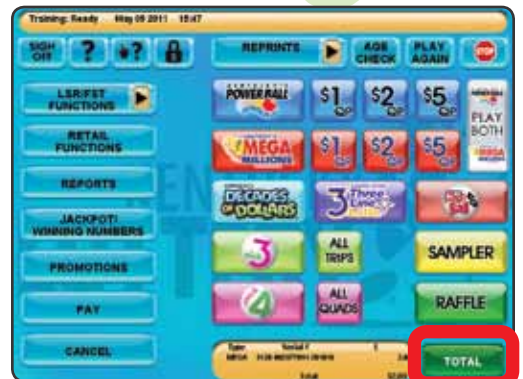 Training: Ready May 09 2011 15:47
SIGN OFF ? ? REPRINTS AGE CHECK PLAY AGAIN STOP
LSR/FST FUNCTIONS
POWERBALL $1 QP $2 QP $5 QP
PLAY BOTH
RETAIL FUNCTIONS
MEGA MILLIONS $1 QP $2 QP $5 QP
REPORTS
DECADES OF DOLLARS 3 Three Line
JACKPOT/ WINNING NUMBERS
3 ALL TRIPS SAMPLER
PROMOTIONS
4 ALL QUADS RAFFLE
PAY
CANCEL
Type Serial # $
MEGA
Total
TOTAL